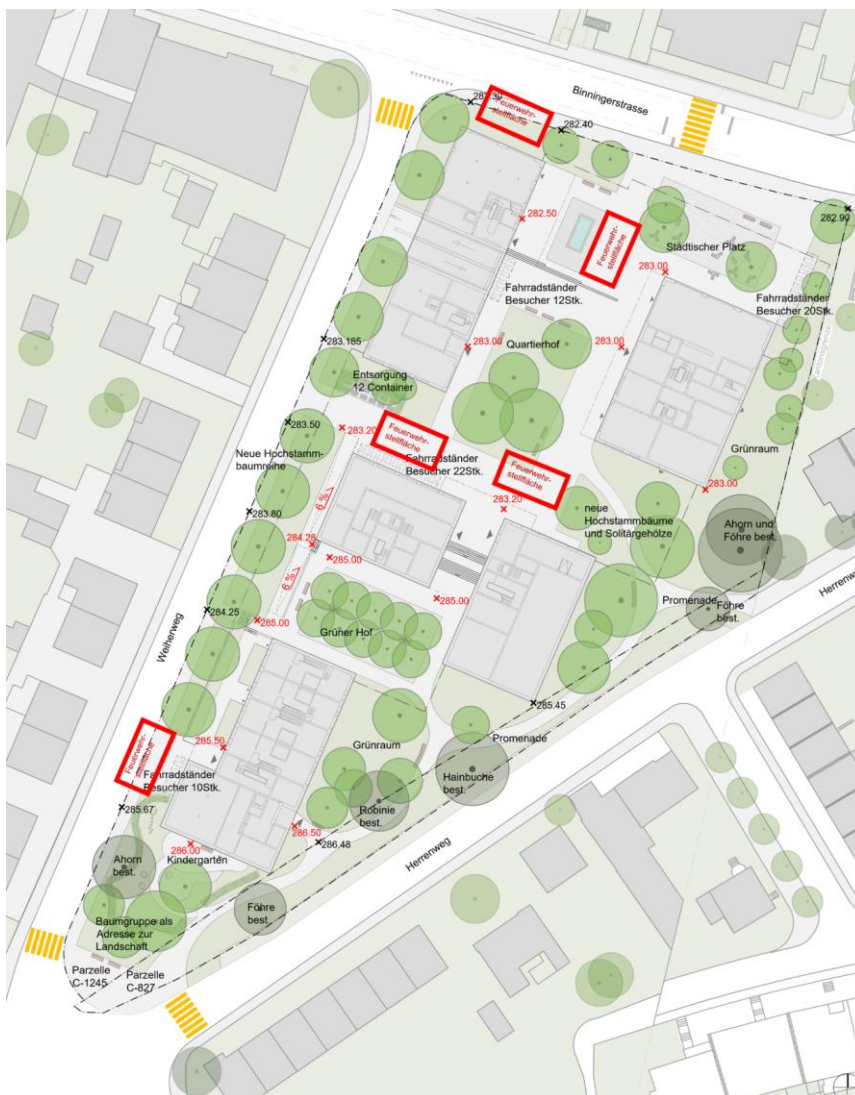 Binningerstrasse
Feuerwehr-
stellfläche
282.40
282.90
282.50
Städtischer Platz
Feuerwehr-
stellfläche
283.00
Fahrradständer
Besucher 12Stk.
Fahrradständer
Besucher 20Stk.
283.185
283.00
Quartierhof
283.00
Entsorgung
12 Container
283.50
283.20
Feuerwehr-
stellfläche
Neue Hochstamm-
baumreihe
Fahrradständer
Besucher 22Stk.
Feuerwehr-
stellfläche
Grünraum
283.00
6 %
283.80
283.20
neue
Hochstammbäume
und Solitärgehölze
Ahorn und
Föhre best.
284.28
285.00
6 %
Herrenweg
284.25
285.00
285.00
Promenade
Föhre
best.
Grüner Hof
Weiherweg
285.45
Feuerwehr-
stellfläche
285.50
Grünraum
Promenade
Fahrradständer
Besucher 10Stk.
Hainbuche
best.
285.67
Robinie
best.
286.50
286.00
286.48
Herrenweg
Ahorn
best.
Kindergarten
Föhre
best.
Baumgruppe als
Adresse zur
Landschaft
Parzelle
C-1245
Parzelle
C-827